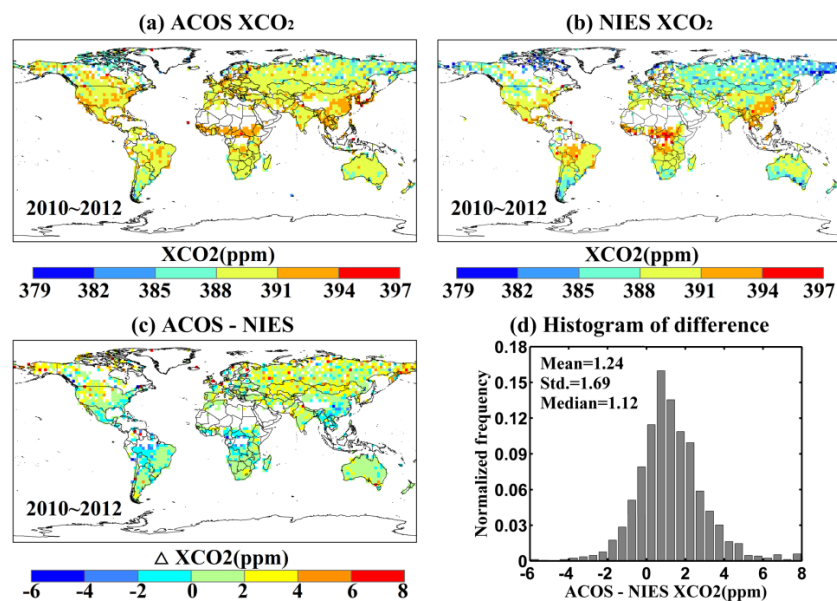 (a) ACOS XCO₂
(b) NIES XCO₂
2010~2012
2010~2012
XCO2(ppm)
XCO2(ppm)
379 382 385 388 391 394 397
379 382 385 388 391 394 397
(c) ACOS - NIES
(d) Histogram of difference
2010~2012
△ XCO2(ppm)
-6 -4 -2 0 2 4 6 8
Normalized frequency
0.18
0.15
0.12
0.09
0.06
0.03
0
Mean=1.24
Std.=1.69
Median=1.12
-6 -4 -2 0 2 4 6 8
ACOS - NIES XCO2(ppm)